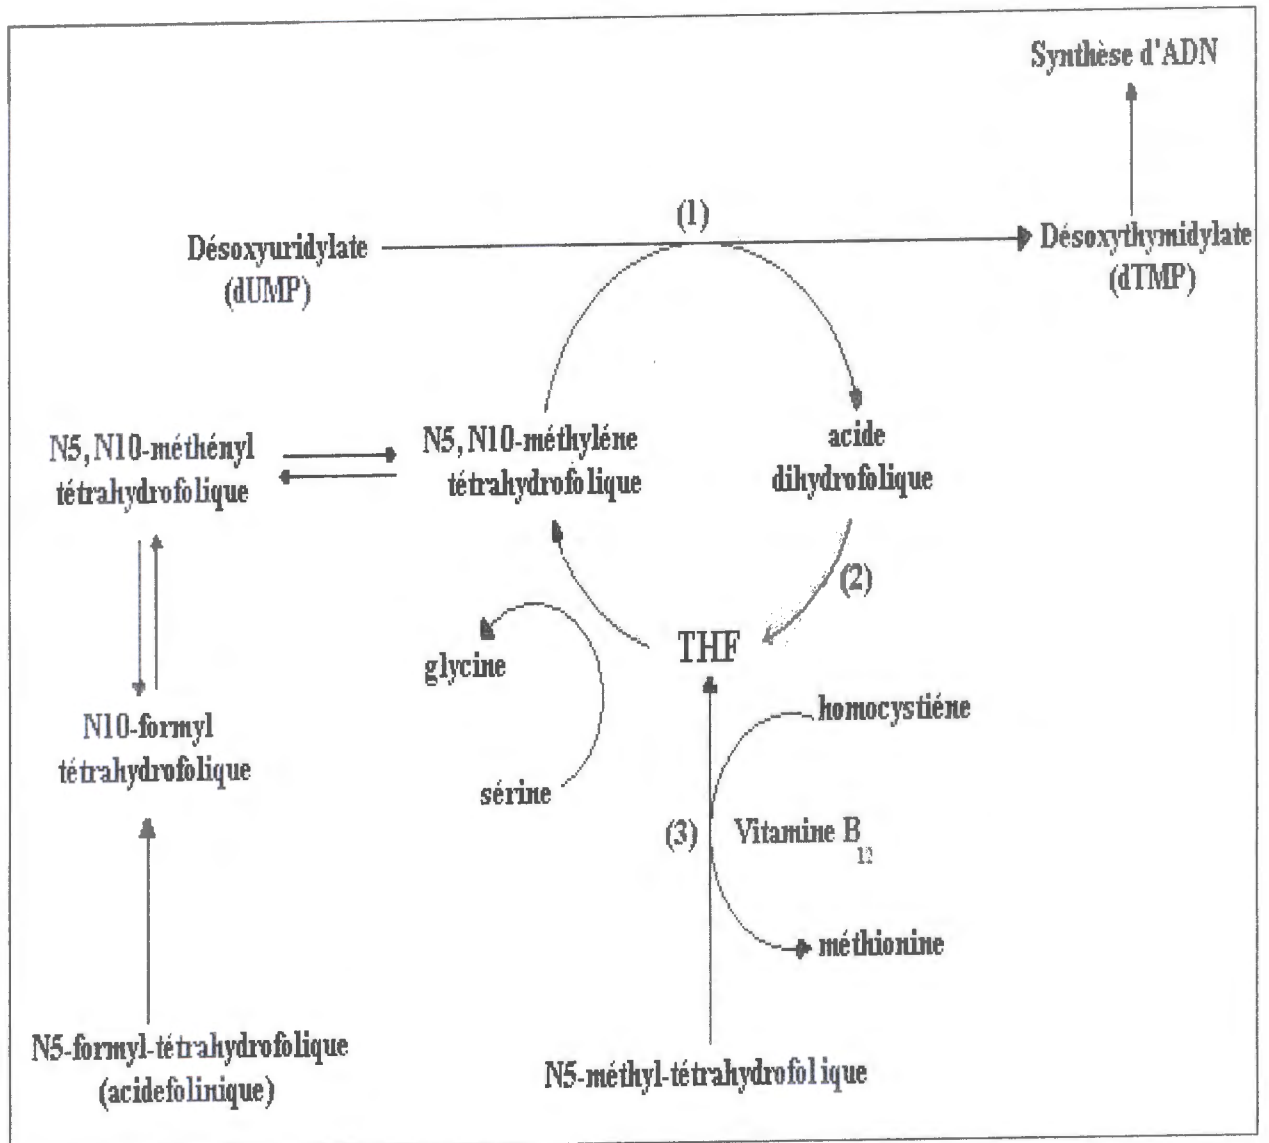 Synthèse d'ADN
(1)
Désoxyuridylate
(dUMP)
Désoxythymidylate
(dTMP)
N5,N10-méthényl
tétrahydrofolique
N5,N10-méthyléne
tétrahydrofolique
acide
dihydrofolique
(2)
THF
glycine
homocystiéne
N10-formyl
tétrahydrofolique
sérine
(3)
Vitamine B
12
méthionine
N5-formyl-tétrahydrofolique
(acidefolinique)
N5-méthyl-tétrahydrofolique